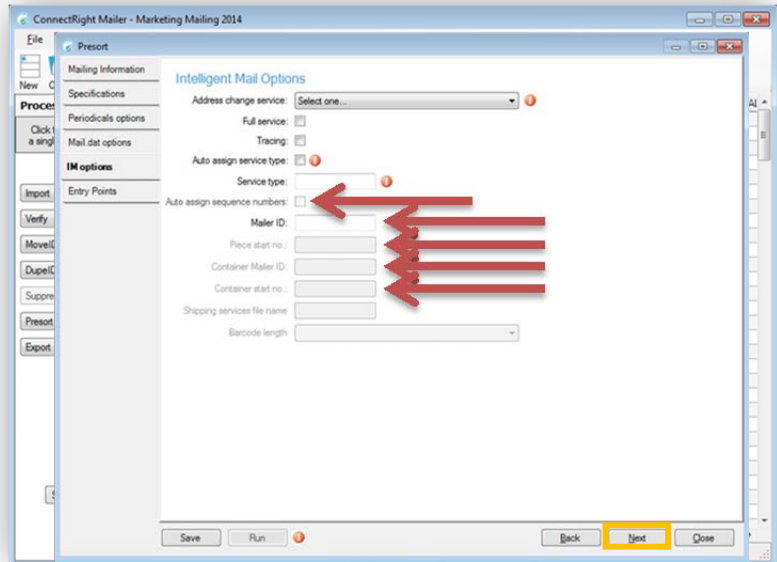 ConnectRight Mailer - Marketing Mailing 2014
File
Presort
New
Mailing Information
Intelligent Mail Options
Specifications
Address change service: Select one...
Proces
Periodicals options
Full service:
Click
a singl
Mail.dat options
Tracing:
IM options
Auto assign service type:
Entry Points
Service type:
Import
Auto assign sequence numbers:
Verify
Mailer ID:
MoveID
Piece start no.:
DupeID
Container Mailer ID:
Suppre
Container start no.:
Presort
Shipping services file name
Export
Barcode length
Save Run Back Next Close